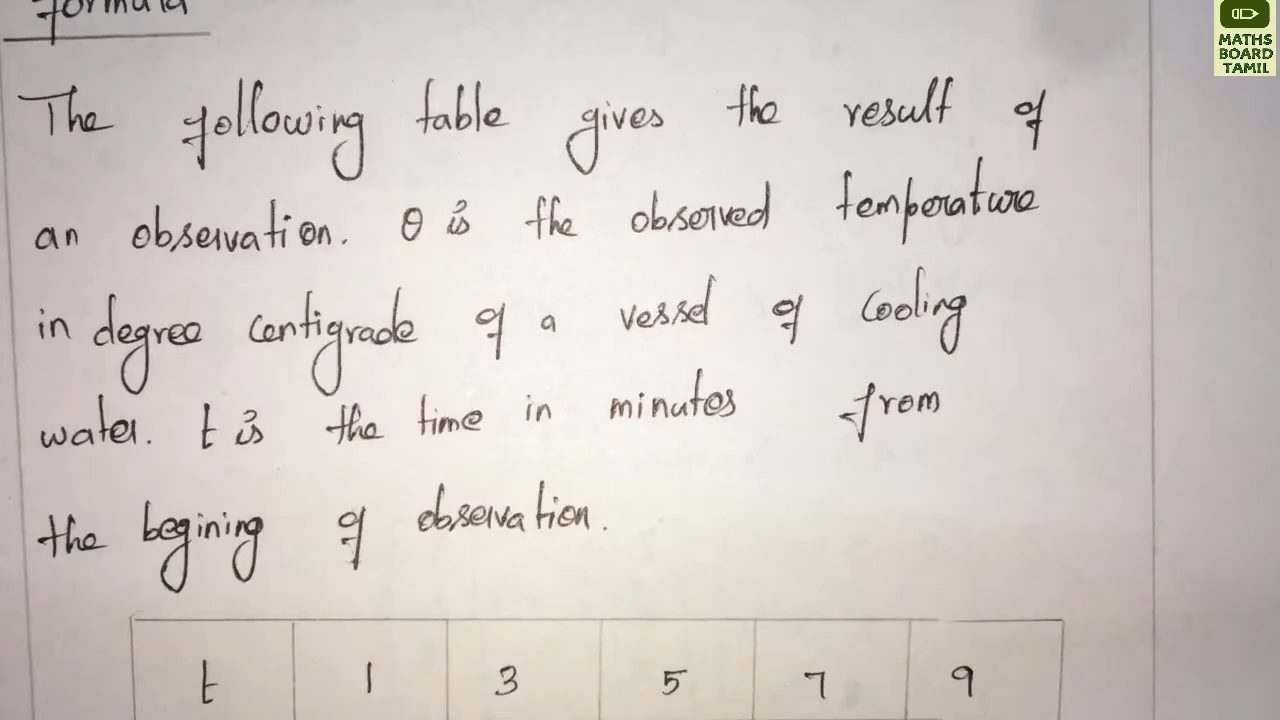 formula
MATHS
BOARD
TAMIL
The following table gives the result of
an observation. θ is the observed temperature
in degree centigrade of a vessel of cooling
water. t is the time in minutes from
the begining of observation.
t 1 3 5 7 9